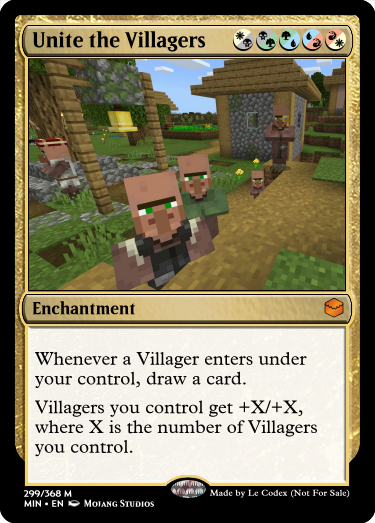 Unite the Villagers
Enchantment
Whenever a Villager enters under
your control, draw a card.
Villagers you control get +X/+X,
where X is the number of Villagers
you control.
299/368 M
MIN • EN Mojang Studios
Made by Le Codex (Not For Sale)